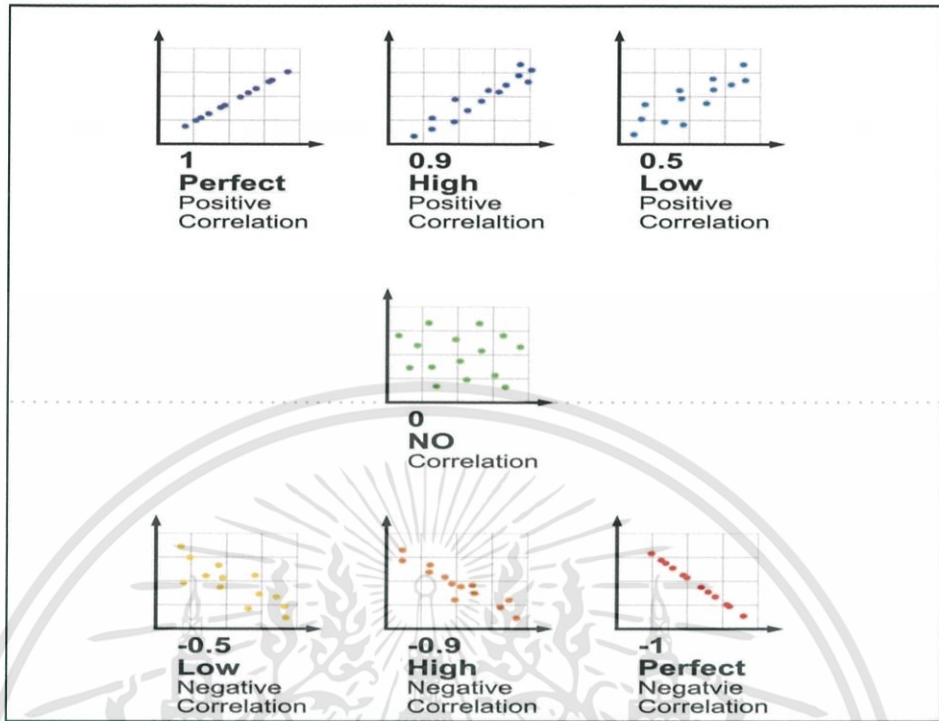 1
Perfect
Positive
Correlation
0.9
High
Positive
Correlaltion
0.5
Low
Positive
Correlation
0
NO
Correlation
-0.5
Low
Negative
Correlation
-0.9
High
Negative
Correlation
-1
Perfect
Negatvie
Correlation